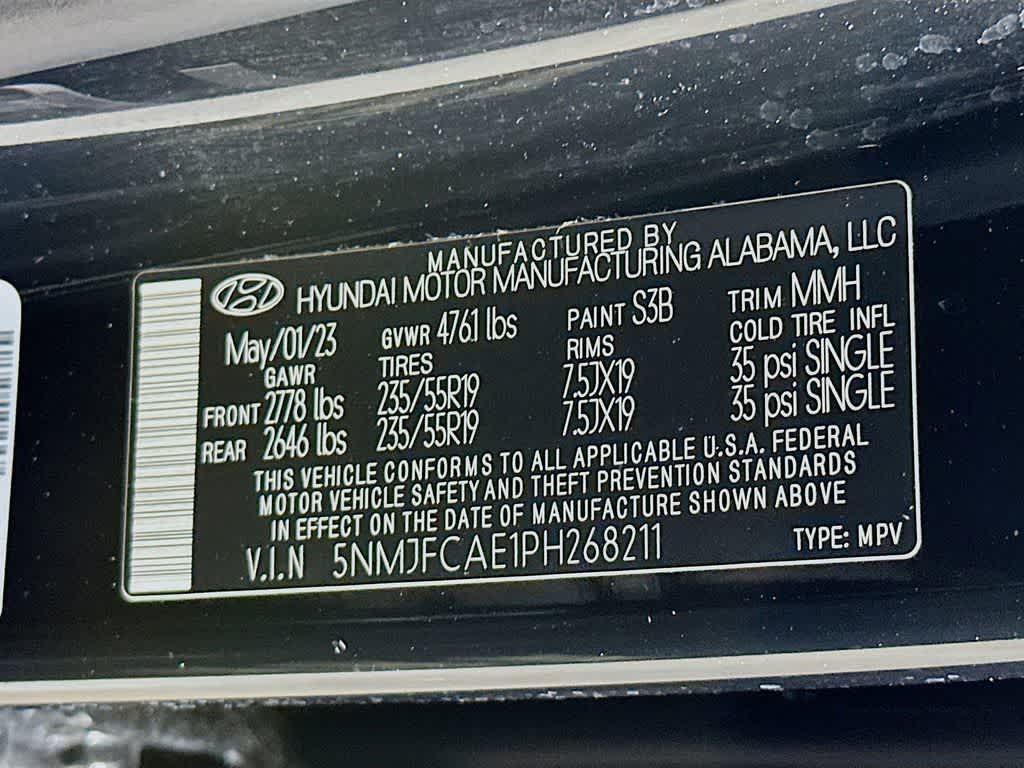 MANUFACTURED BY
HYUNDAI MOTOR MANUFACTURING ALABAMA, LLC
May/01/23 GVWR 4761 lbs PAINT S3B TRIM MMH
GAWR TIRES RIMS COLD TIRE INFL
FRONT 2778 lbs 235/55R19 7.5JX19 35 psi SINGLE
REAR 2646 lbs 235/55R19 7.5JX19 35 psi SINGLE
THIS VEHICLE CONFORMS TO ALL APPLICABLE U.S.A. FEDERAL
MOTOR VEHICLE SAFETY AND THEFT PREVENTION STANDARDS
IN EFFECT ON THE DATE OF MANUFACTURE SHOWN ABOVE
V.I.N 5NMJFCAE1PH268211 TYPE: MPV